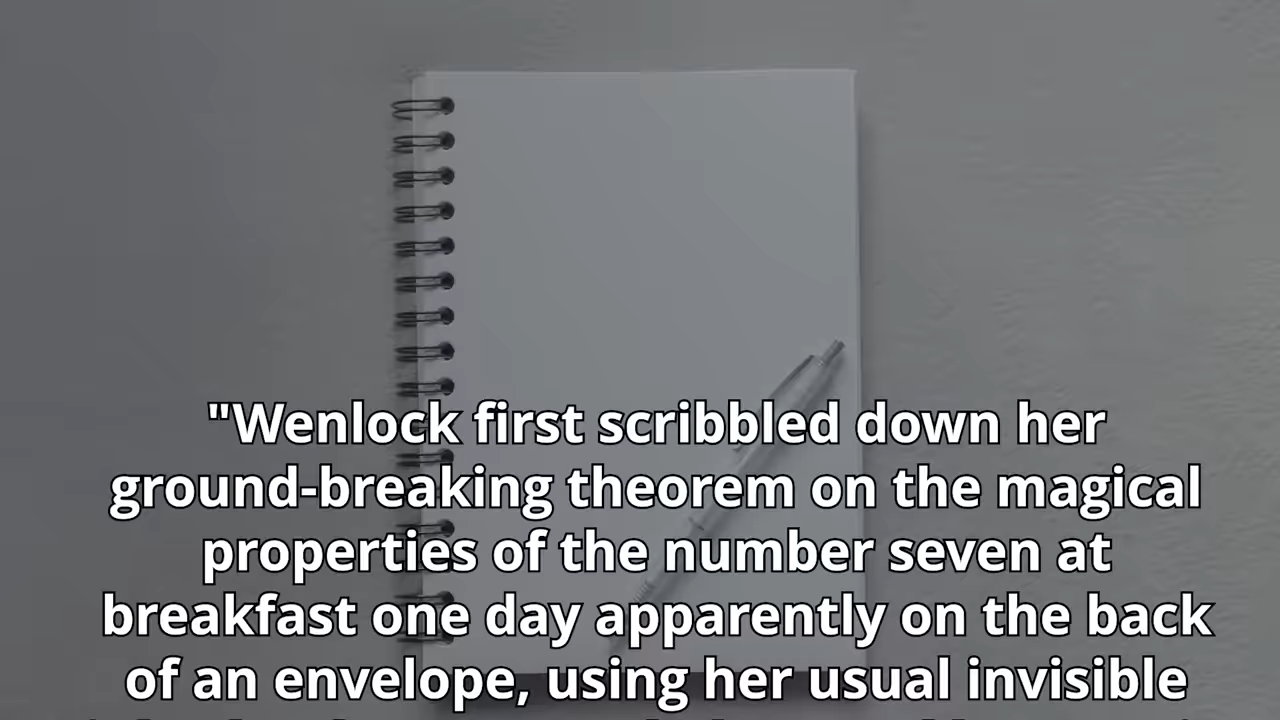 "Wenlock first scribbled down her
ground-breaking theorem on the magical
properties of the number seven at
breakfast one day apparently on the back
of an envelope, using her usual invisible